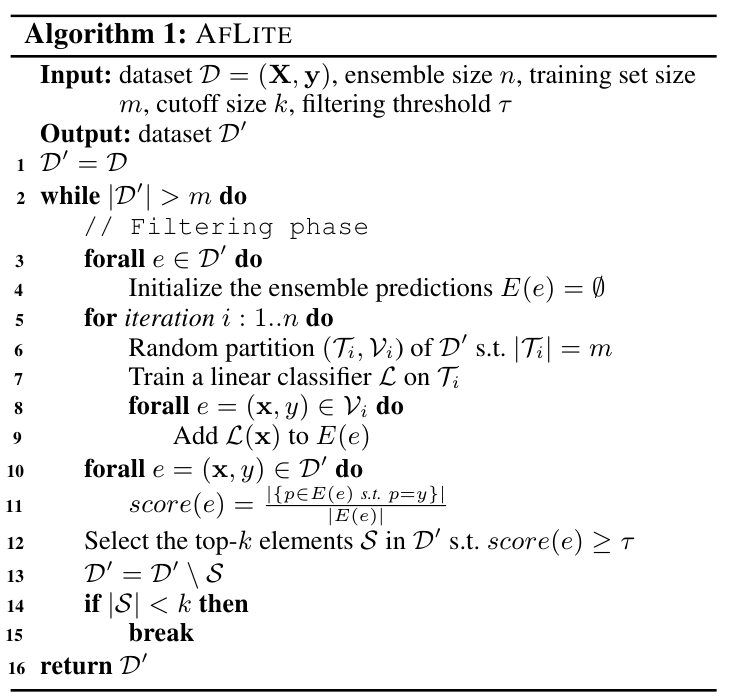 Algorithm 1: AFLITE
Input: dataset 𝒟 = (𝐗, 𝐲), ensemble size n, training set size
m, cutoff size k, filtering threshold τ
Output: dataset 𝒟′
1 𝒟′ = 𝒟
2 while |𝒟′| > m do
// Filtering phase
3 forall e ∈ 𝒟′ do
4 Initialize the ensemble predictions E(e) = ∅
5 for iteration i : 1..n do
6 Random partition (𝒯ᵢ, 𝒱ᵢ) of 𝒟′ s.t. |𝒯ᵢ| = m
7 Train a linear classifier ℒ on 𝒯ᵢ
8 forall e = (𝐱, y) ∈ 𝒱ᵢ do
9 Add ℒ(𝐱) to E(e)
10 forall e = (𝐱, y) ∈ 𝒟′ do
11 score(e) = |{p∈E(e) s.t. p=y}| / |E(e)|
12 Select the top-k elements 𝒮 in 𝒟′ s.t. score(e) ≥ τ
13 𝒟′ = 𝒟′ \ 𝒮
14 if |𝒮| < k then
15 break
16 return 𝒟′